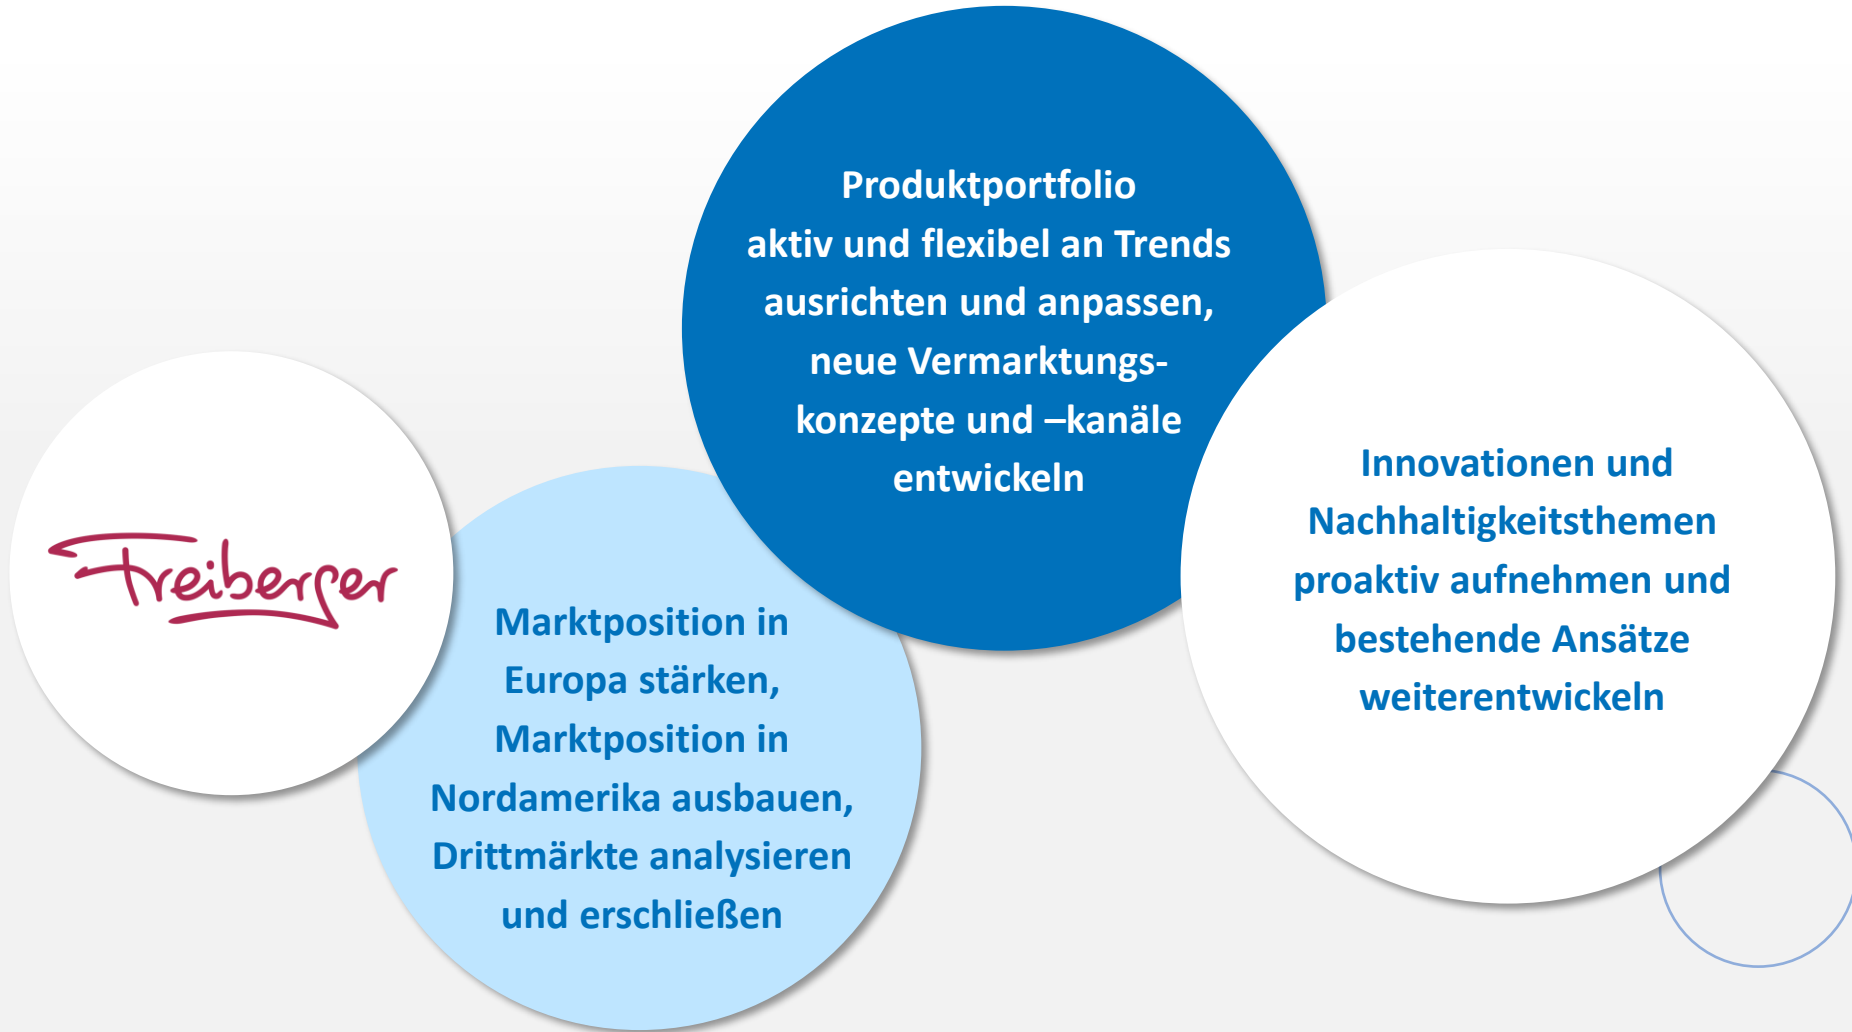 Freiberger
Marktposition in
Europa stärken,
Marktposition in
Nordamerika ausbauen,
Drittmärkte analysieren
und erschließen
Produktportfolio
aktiv und flexibel an Trends
ausrichten und anpassen,
neue Vermarktungs-
konzepte und –kanäle
entwickeln
Innovationen und
Nachhaltigkeitsthemen
proaktiv aufnehmen und
bestehende Ansätze
weiterentwickeln